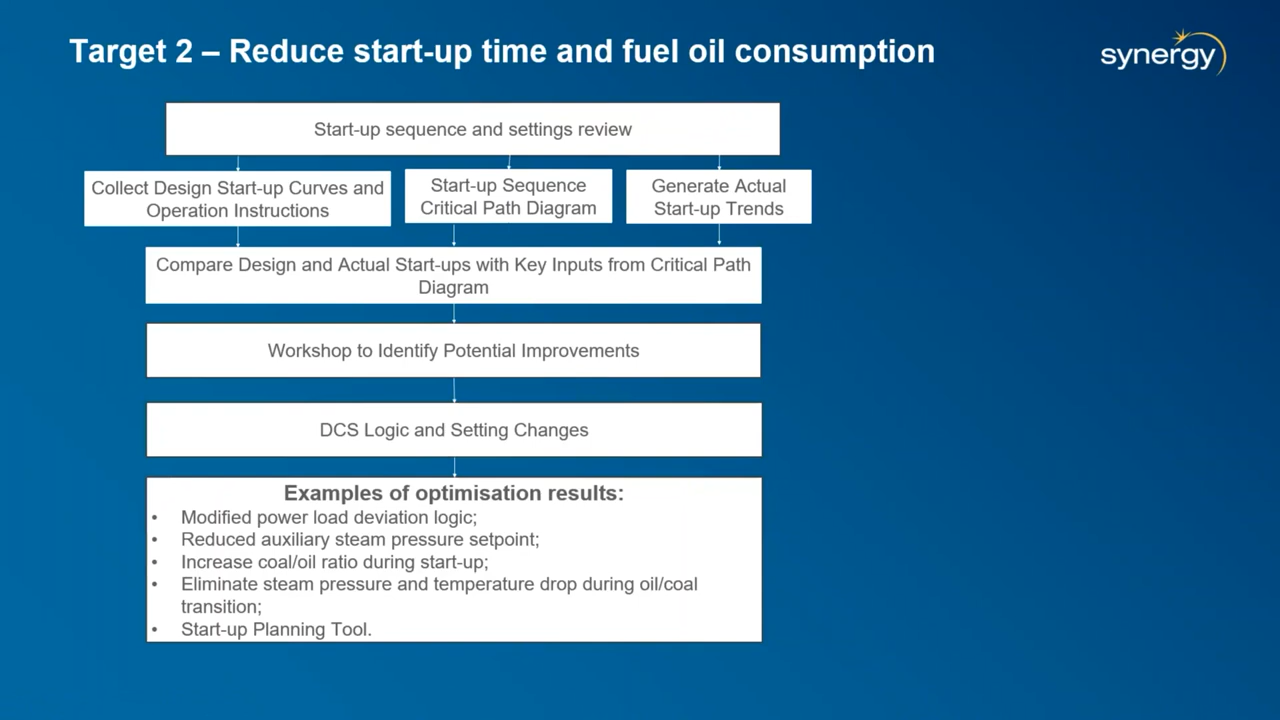 Target 2 – Reduce start-up time and fuel oil consumption
synergy
Start-up sequence and settings review
Collect Design Start-up Curves and
Operation Instructions
Start-up Sequence
Critical Path Diagram
Generate Actual
Start-up Trends
Compare Design and Actual Start-ups with Key Inputs from Critical Path
Diagram
Workshop to Identify Potential Improvements
DCS Logic and Setting Changes
Examples of optimisation results:
• Modified power load deviation logic;
• Reduced auxiliary steam pressure setpoint;
• Increase coal/oil ratio during start-up;
• Eliminate steam pressure and temperature drop during oil/coal
transition;
• Start-up Planning Tool.